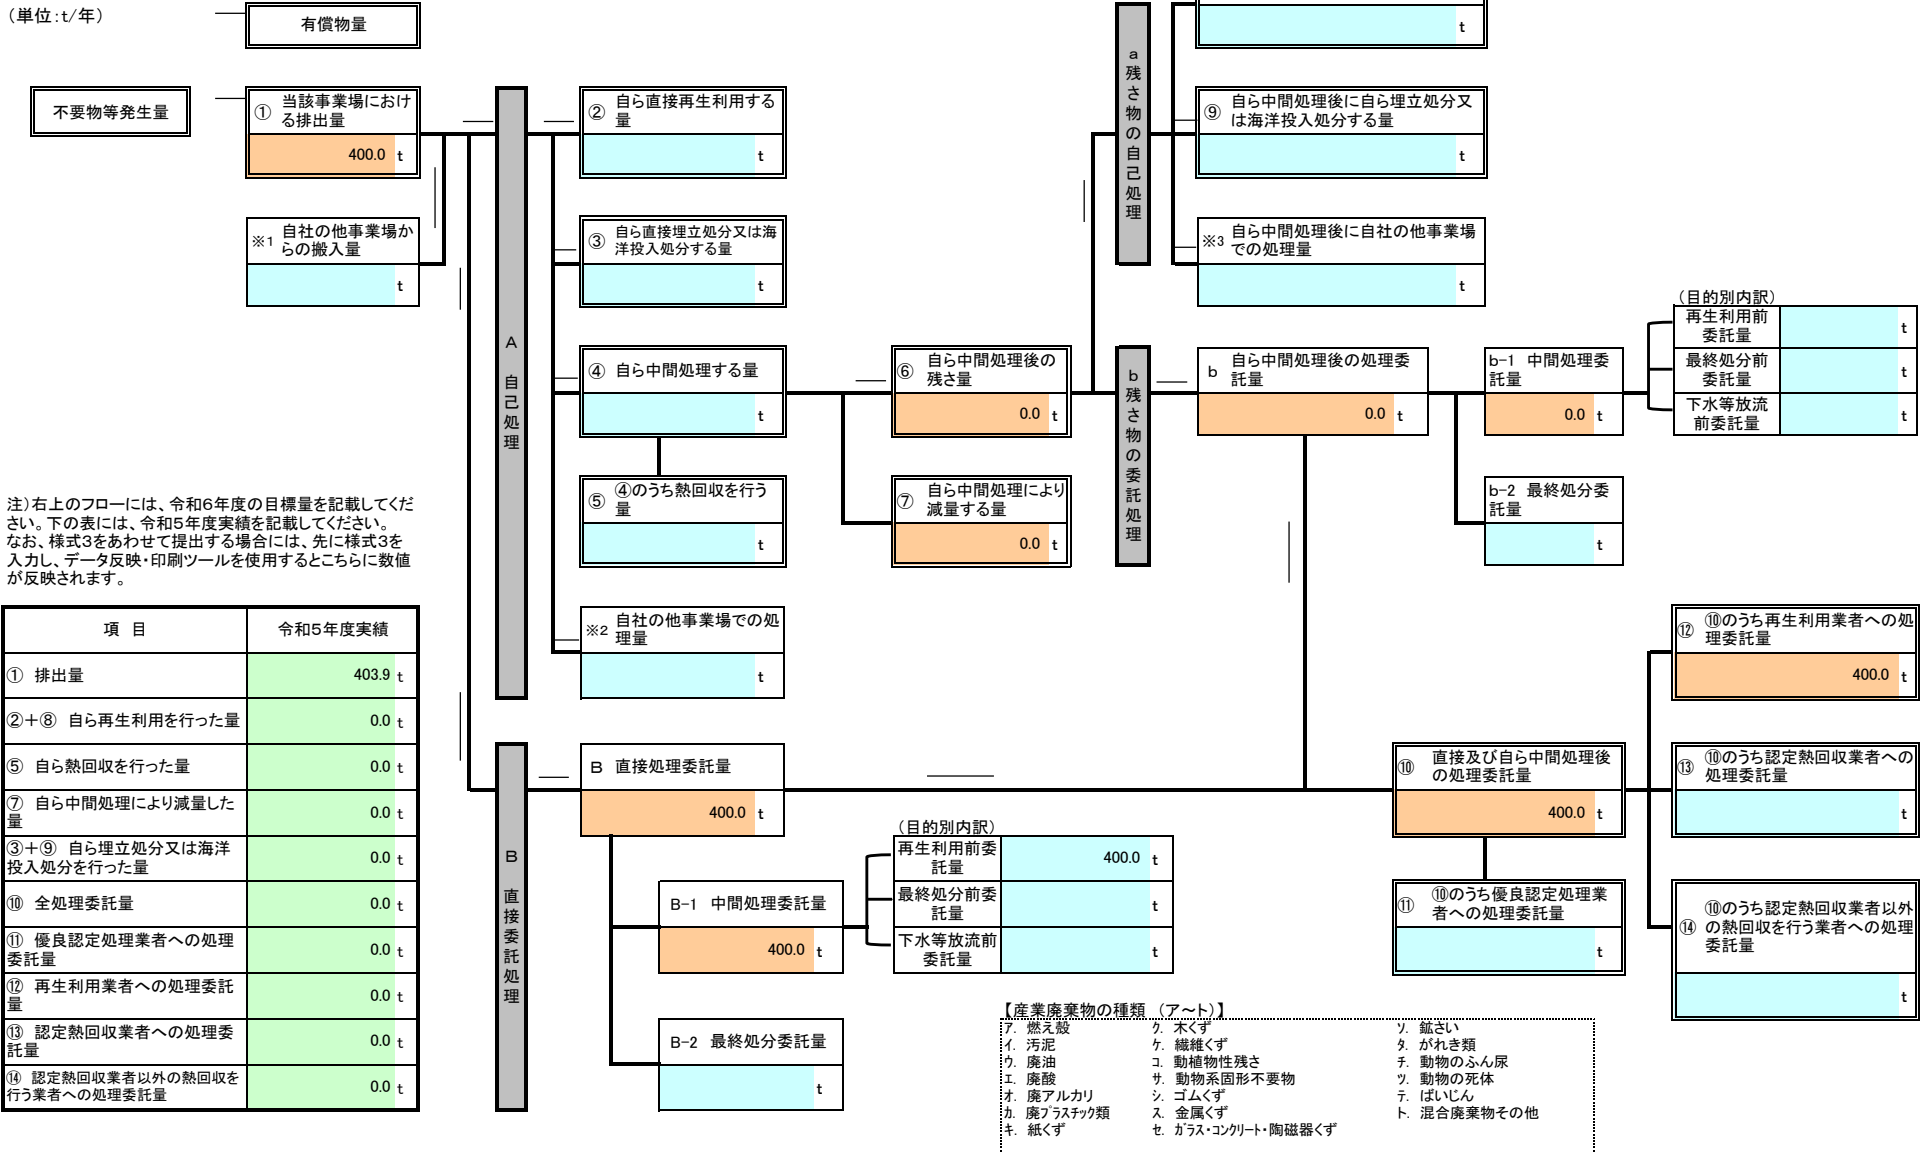 （単位：t/年）
有償物量
t
不要物等発生量
① 当該事業場におけ
る排出量
400.0 t
※1 自社の他事業場か
らの搬入量
t
A 自己処理
② 自ら直接再生利用する
量
t
③ 自ら直接埋立処分又は海
洋投入処分する量
t
④ 自ら中間処理する量
t
⑤ ④のうち熱回収を行う
量
t
※2 自社の他事業場での処
理量
t
⑥ 自ら中間処理後の
残さ量
0.0 t
⑦ 自ら中間処理により
減量する量
0.0 t
a 残さ物の自己処理
⑨ 自ら中間処理後に自ら埋立処分又
は海洋投入処分する量
t
※3 自ら中間処理後に自社の他事業場
での処理量
t
b 残さ物の委託処理
b 自ら中間処理後の処理委
託量
0.0 t
b-1 中間処理委
託量
0.0 t
b-2 最終処分委
託量
t
（目的別内訳）
再生利用前
委託量
t
最終処分前
委託量
t
下水等放流
前委託量
t
注）右上のフローには、令和6年度の目標量を記載してくだ
さい。下の表には、令和5年度実績を記載してください。
なお、様式3をあわせて提出する場合には、先に様式3を
入力し、データ反映・印刷ツールを使用するとこちらに数値
が反映されます。
項 目 令和5年度実績
① 排出量 403.9 t
②＋⑧ 自ら再生利用を行った量 0.0 t
⑤ 自ら熱回収を行った量 0.0 t
⑦ 自ら中間処理により減量した
量 0.0 t
③＋⑨ 自ら埋立処分又は海洋
投入処分を行った量 0.0 t
⑩ 全処理委託量 0.0 t
⑪ 優良認定処理業者への処理
委託量 0.0 t
⑫ 再生利用業者への処理委託
量 0.0 t
⑬ 認定熱回収業者への処理委
託量 0.0 t
⑭ 認定熱回収業者以外の熱回収を
行う業者への処理委託量 0.0 t
B 直接委託処理
B 直接処理委託量
400.0 t
B-1 中間処理委託量
400.0 t
B-2 最終処分委託量
t
（目的別内訳）
再生利用前委
託量
400.0 t
最終処分前委
託量
t
下水等放流前
委託量
t
⑩ 直接及び自ら中間処理後
の処理委託量
400.0 t
⑪ ⑩のうち優良認定処理業
者への処理委託量
t
⑫ ⑩のうち再生利用業者への処
理委託量
400.0 t
⑬ ⑩のうち認定熱回収業者への
処理委託量
t
⑭ ⑩のうち認定熱回収業者以外
の熱回収を行う業者への処理
委託量
t
【産業廃棄物の種類 （ア～ト）】
ア. 燃え殻 ク. 木くず ソ. 鉱さい
イ. 汚泥 ケ. 繊維くず タ. がれき類
ウ. 廃油 コ. 動植物性残さ チ. 動物のふん尿
エ. 廃酸 サ. 動物系固形不要物 ツ. 動物の死体
オ. 廃アルカリ シ. ゴムくず テ. ばいじん
カ. 廃プラスチック類 ス. 金属くず ト. 混合廃棄物その他
キ. 紙くず セ. ガラス・コンクリート・陶磁器くず